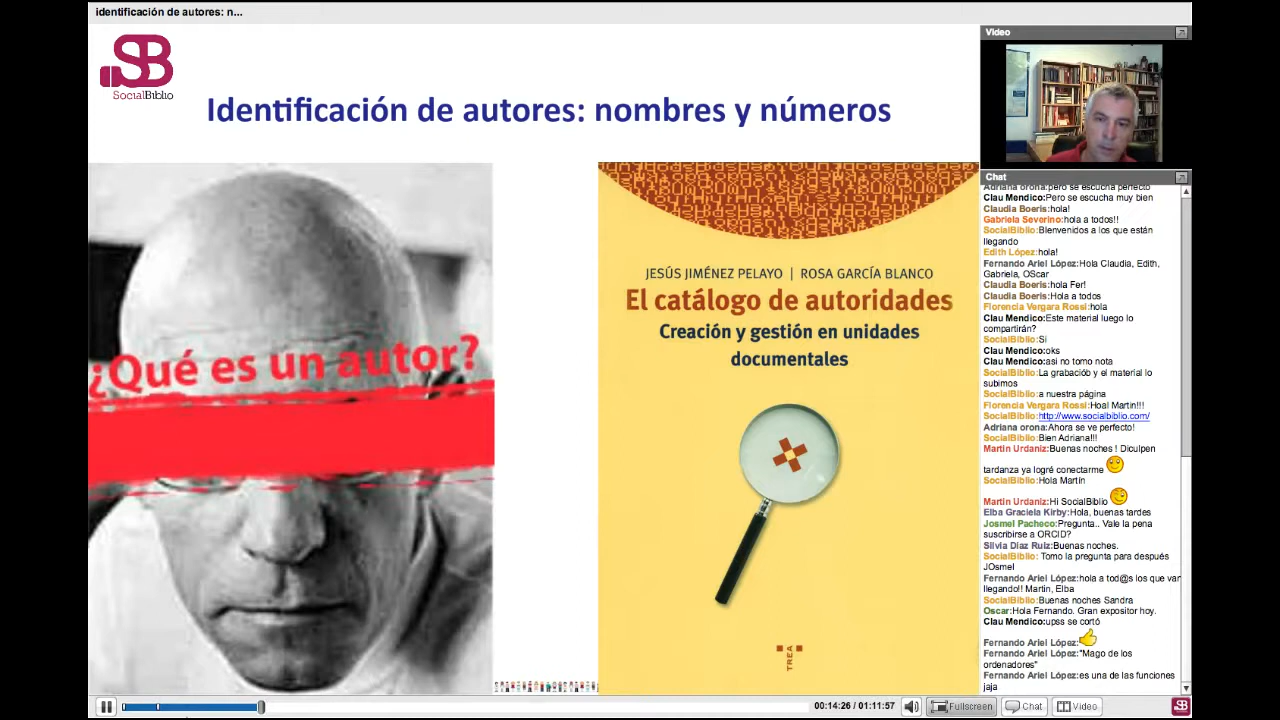 identificación de autores: n...
SB
SocialBiblio
Identificación de autores: nombres y números
¿Qué es un autor?
JESÚS JIMÉNEZ PELAYO | ROSA GARCÍA BLANCO
El catálogo de autoridades
Creación y gestión en unidades
documentales
TREA
Video
Chat
Adriana orona:pero se escucha perfecto
Clau Mendico:Pero se escucha muy bien
Claudia Boeris:hola!
Gabriela Severino:hola a todos!!
SocialBiblio:BIenvenidos a los que están
llegando
Edith López:hola!
Fernando Ariel López:Hola Claudia, Edith,
Gabriela, OScar
Claudia Boeris:hola Fer!
Claudia Boeris:Hola a todos
Florencia Vergara Rossi:hola
Clau Mendico:Este material luego lo
compartirán?
SocialBiblio:Sí
Clau Mendico:oks
Clau Mendico:asi no tomo nota
SocialBiblio:La grabacióby el material lo
subimos
SocialBiblio:a nuestra página
Florencia Vergara Rossi:Hoal Martin!!!
SocialBiblio:http://www.socialbiblio.com/
Adriana orona:Ahora se ve perfecto!
SocialBiblio:Bien Adriana!!!
Martin Urdaniz:Buenas noches ! Diculpen
tardanza ya logré conectarme
SocialBiblio:Hola Martín
Martin Urdaniz:Hi SocialBiblio
Elba Graciela Kirby:Hola, buenas tardes
Josmel Pacheco:Pregunta.. Vale la pena
suscribirse a ORCID?
Silvia Diaz Ruiz:Buenas noches.
SocialBiblio: Tomo la pregunta para después
JOsmel
Fernando Ariel López:hola a tod@s los que van
llegando!! Martin, Elba
SocialBiblio:Buenas noches Sandra
Oscar:Hola Fernando. Gran expositor hoy.
Clau Mendico:upss se cortó
Fernando Ariel López:
Fernando Ariel López:"Mago de los
ordenadores"
Fernando Ariel López:es una de las funciones
jaja
00:14:26 / 01:11:57
Fullscreen
Chat
Video
SB